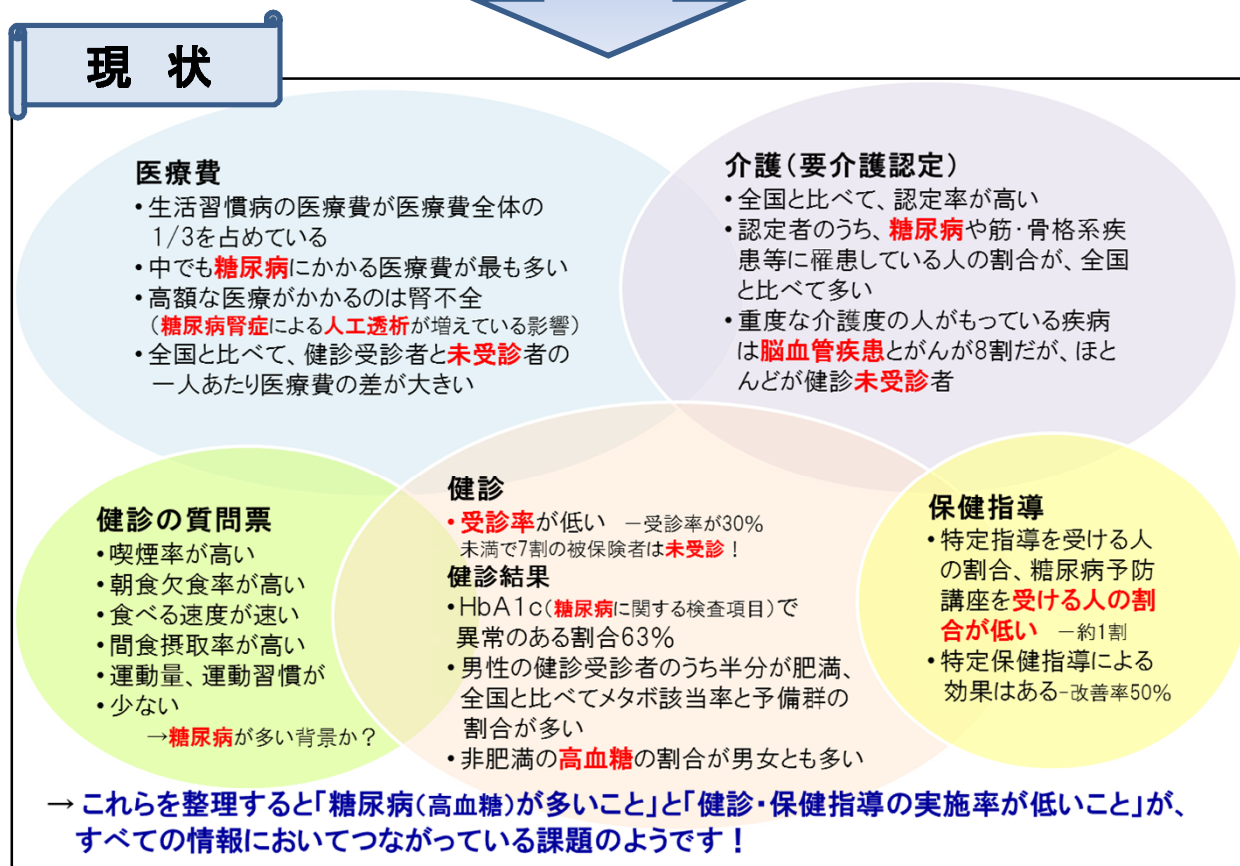 現 状
医療費
・生活習慣病の医療費が医療費全体の
1/3を占めている
・中でも糖尿病にかかる医療費が最も多い
・高額な医療がかかるのは腎不全
(糖尿病腎症による人工透析が増えている影響)
・全国と比べて、健診受診者と未受診者の
一人あたり医療費の差が大きい
介護(要介護認定)
・全国と比べて、認定率が高い
・認定者のうち、糖尿病や筋・骨格系疾
患等に罹患している人の割合が、全国
と比べて多い
・重度な介護度の人がもっている疾病
は脳血管疾患とがんが8割だが、ほと
んどが健診未受診者
健診の質問票
・喫煙率が高い
・朝食欠食率が高い
・食べる速度が速い
・間食摂取率が高い
・運動量、運動習慣が
・少ない
→糖尿病が多い背景か?
健診
・受診率が低い －受診率が30%
未満で7割の被保険者は未受診!
健診結果
・HbA1c(糖尿病に関する検査項目)で
異常のある割合63%
・男性の健診受診者のうち半分が肥満、
全国と比べてメタボ該当率と予備群の
割合が多い
・非肥満の高血糖の割合が男女とも多い
保健指導
・特定指導を受ける人
の割合、糖尿病予防
講座を受ける人の割
合が低い －約1割
・特定保健指導による
効果はある-改善率50%
→ これらを整理すると「糖尿病(高血糖)が多いこと」と「健診・保健指導の実施率が低いこと」が、
すべての情報においてつながっている課題のようです!